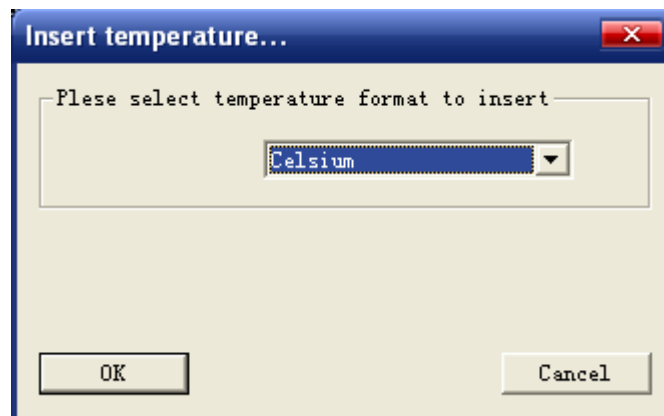 Insert temperature...
Plese select temperature format to insert
Celsium
OK
Cancel